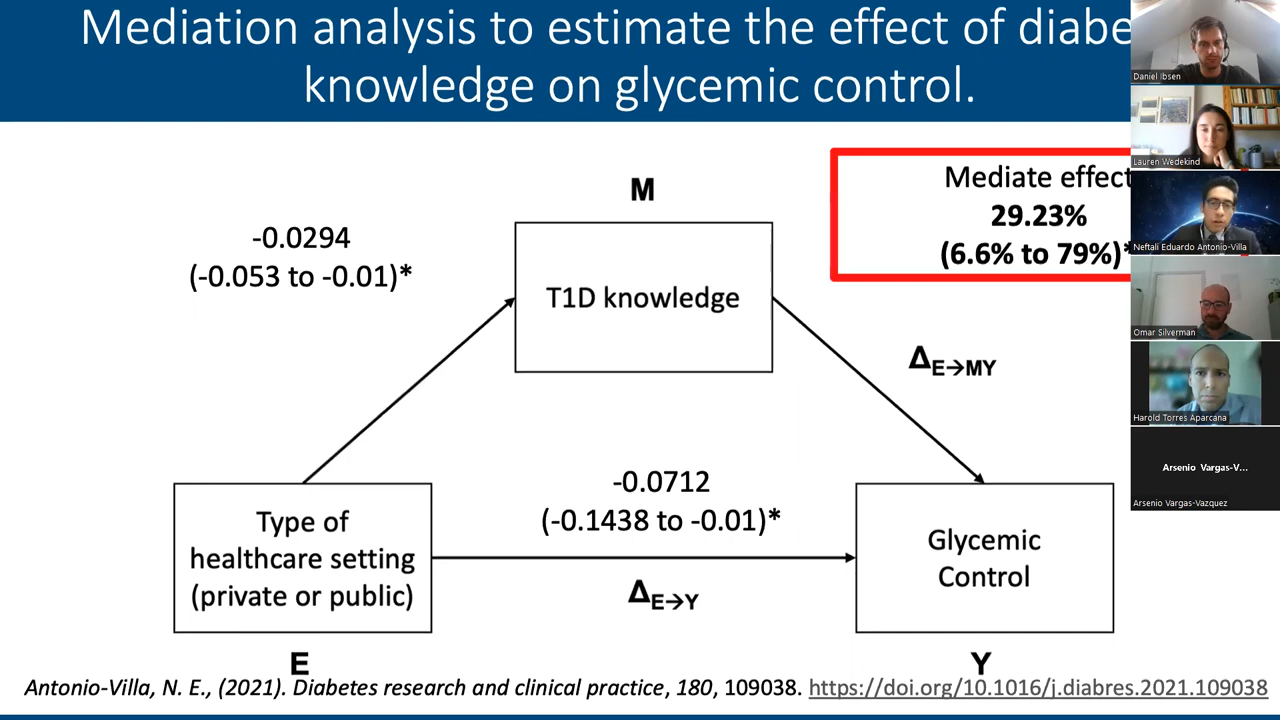 Mediation analysis to estimate the effect of diabe
knowledge on glycemic control.
M
Mediate effect
29.23%
(6.6% to 79%)*
-0.0294
(-0.053 to -0.01)*
T1D knowledge
ΔE→MY
-0.0712
(-0.1438 to -0.01)*
Type of
healthcare setting
(private or public)
Glycemic
Control
ΔE→Y
E
Y
Antonio-Villa, N. E., (2021). Diabetes research and clinical practice, 180, 109038. https://doi.org/10.1016/j.diabres.2021.109038
Daniel Ibsen
Lauren Wedekind
Neftali Eduardo Antonio-Villa
Omar Silverman
Harold Torres Aparcana
Arsenio Vargas-V...
Arsenio Vargas-Vazquez